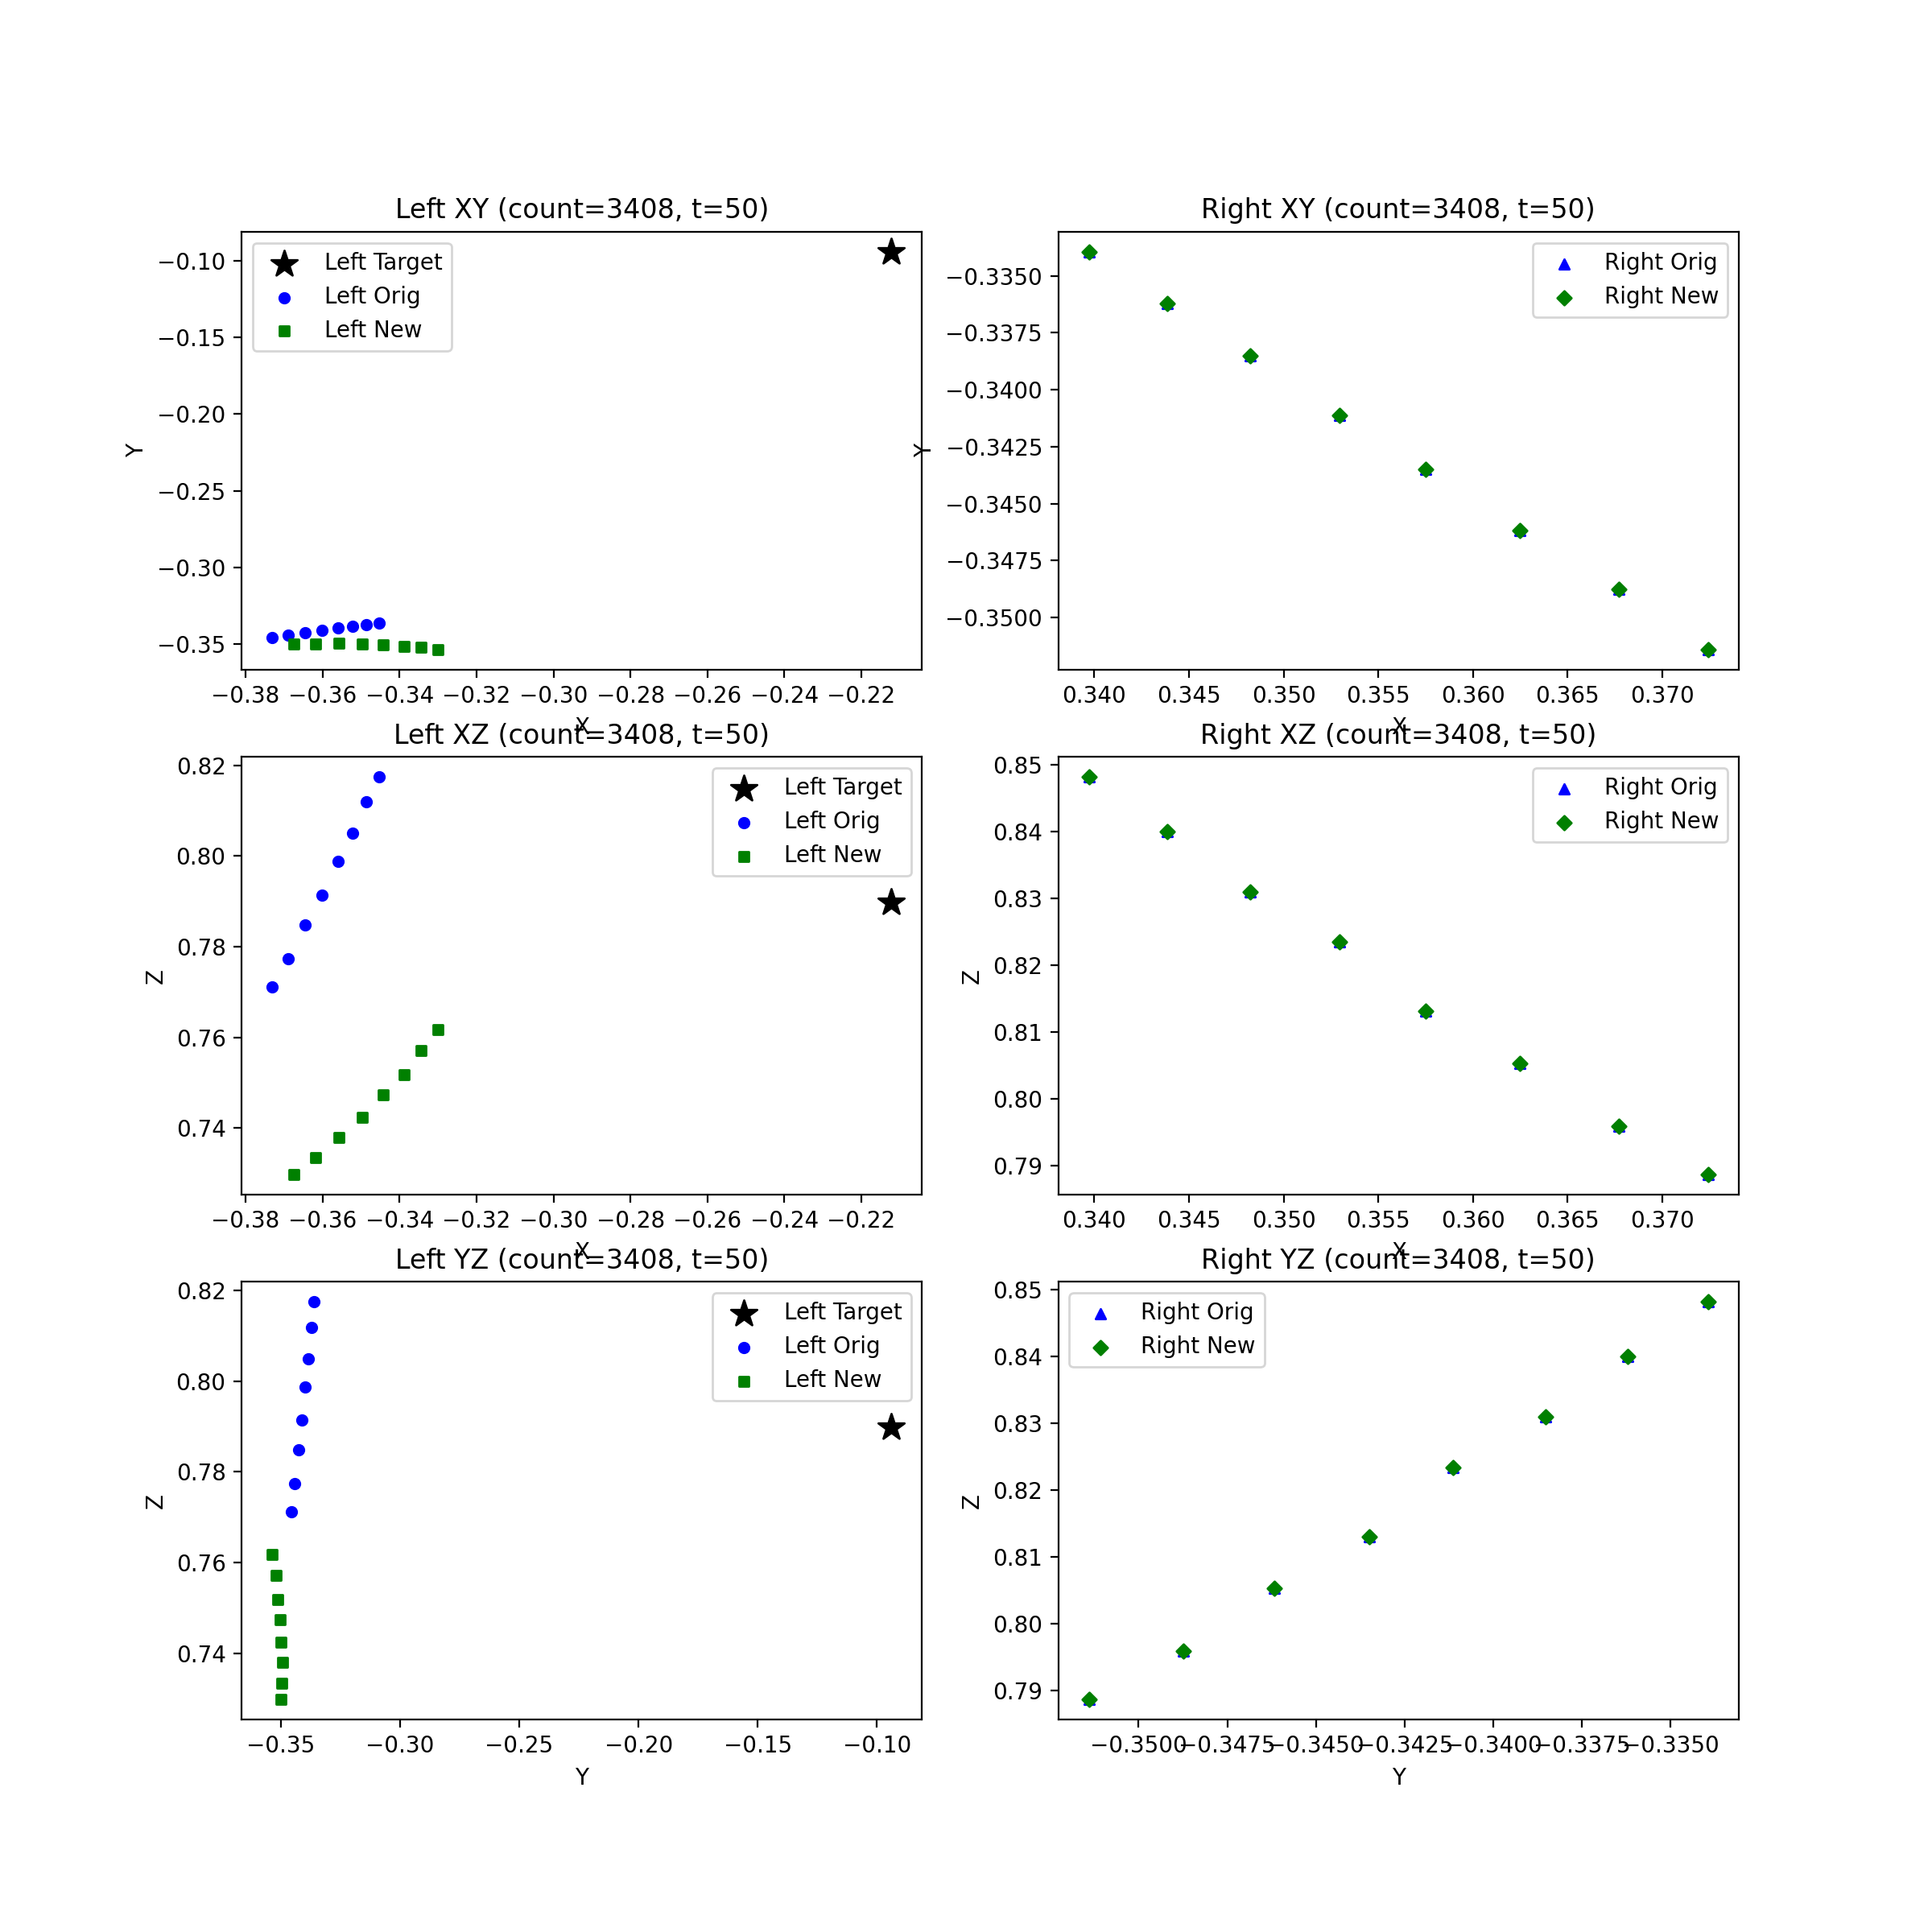 Left XY (count=3408, t=50)
Left Target
Left Orig
Left New
−0.10
−0.15
−0.20
−0.25
−0.30
−0.35
Y
−0.38 −0.36 −0.34 −0.32 −0.30 −0.28 −0.26 −0.24 −0.22
X
Right XY (count=3408, t=50)
Right Orig
Right New
−0.3350
−0.3375
−0.3400
−0.3425
−0.3450
−0.3475
−0.3500
Y
0.340 0.345 0.350 0.355 0.360 0.365 0.370
X
Left XZ (count=3408, t=50)
Left Target
Left Orig
Left New
0.82
0.80
0.78
0.76
0.74
Z
−0.38 −0.36 −0.34 −0.32 −0.30 −0.28 −0.26 −0.24 −0.22
X
Right XZ (count=3408, t=50)
Right Orig
Right New
0.85
0.84
0.83
0.82
0.81
0.80
0.79
Z
0.340 0.345 0.350 0.355 0.360 0.365 0.370
X
Left YZ (count=3408, t=50)
Left Target
Left Orig
Left New
0.82
0.80
0.78
0.76
0.74
Z
−0.35 −0.30 −0.25 −0.20 −0.15 −0.10
Y
Right YZ (count=3408, t=50)
Right Orig
Right New
0.85
0.84
0.83
0.82
0.81
0.80
0.79
Z
−0.3500 −0.3475 −0.3450 −0.3425 −0.3400 −0.3375 −0.3350
Y